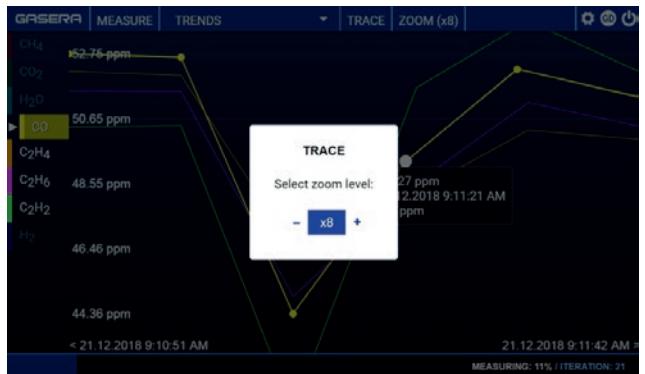 GASERA MEASURE TRENDS TRACE ZOOM (x8)
CH4
52.75 ppm
CO2
H2O
50.65 ppm
CO
C2H4
TRACE
C2H6
48.55 ppm
Select zoom level:
27 ppm
12.2018 9:11:21 AM
ppm
C2H2
- x8 +
H2
46.46 ppm
44.36 ppm
< 21.12.2018 9:10:51 AM
21.12.2018 9:11:42 AM >
MEASURING: 11% / ITERATION: 21